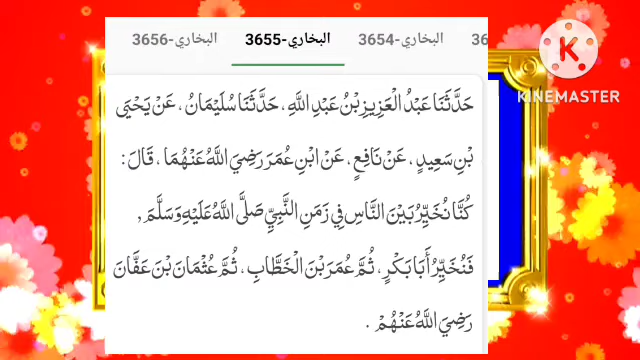 البخاري-3656 البخاري-3655 البخاري-3654 36
KINEMASTER
حَدَّثَنَا عَبْدُ الْعَزِيزِ بْنُ عَبْدِ اللَّهِ، حَدَّثَنَا سُلَيْمَانُ، عَنْ يَحْيَى
بْنِ سَعِيدٍ، عَنْ نَافِعٍ، عَنْ ابْنِ عُمَرَ رَضِيَ اللَّهُ عَنْهُمَا، قَالَ:
كُنَّا نُخَيِّرُ بَيْنَ النَّاسِ فِي زَمَنِ النَّبِيِّ صَلَّى اللَّهُ عَلَيْهِ وَسَلَّمَ,
فَنُخَيِّرُ أَبَا بَكْرٍ، ثُمَّ عُمَرَ بْنَ الْخَطَّابِ، ثُمَّ عُثْمَانَ بْنَ عَفَّانَ
رَضِيَ اللَّهُ عَنْهُمْ.